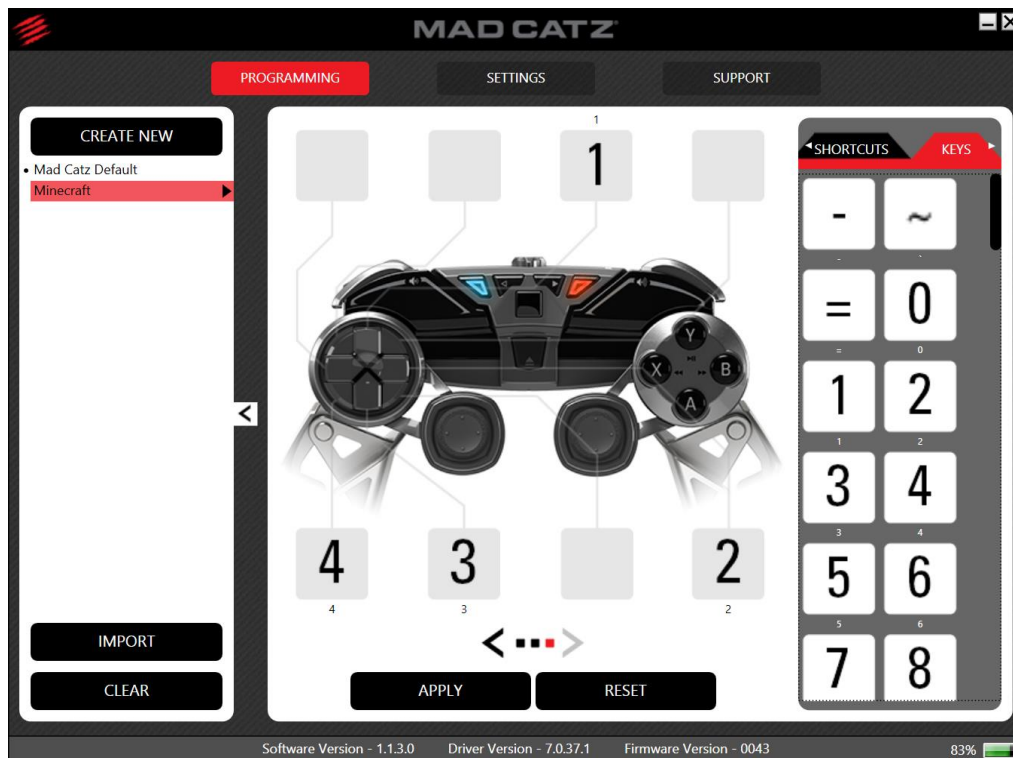 MAD CATZ
PROGRAMMING SETTINGS SUPPORT
CREATE NEW
• Mad Catz Default
Minecraft
IMPORT
CLEAR
1
1
Y
X
B
A
4
3
2
4
3
2
APPLY RESET
SHORTCUTS KEYS
- ~
- `
= 0
= 0
1 2
1 2
3 4
3 4
5 6
5 6
7 8
Software Version - 1.1.3.0 Driver Version - 7.0.37.1 Firmware Version - 0043 83%